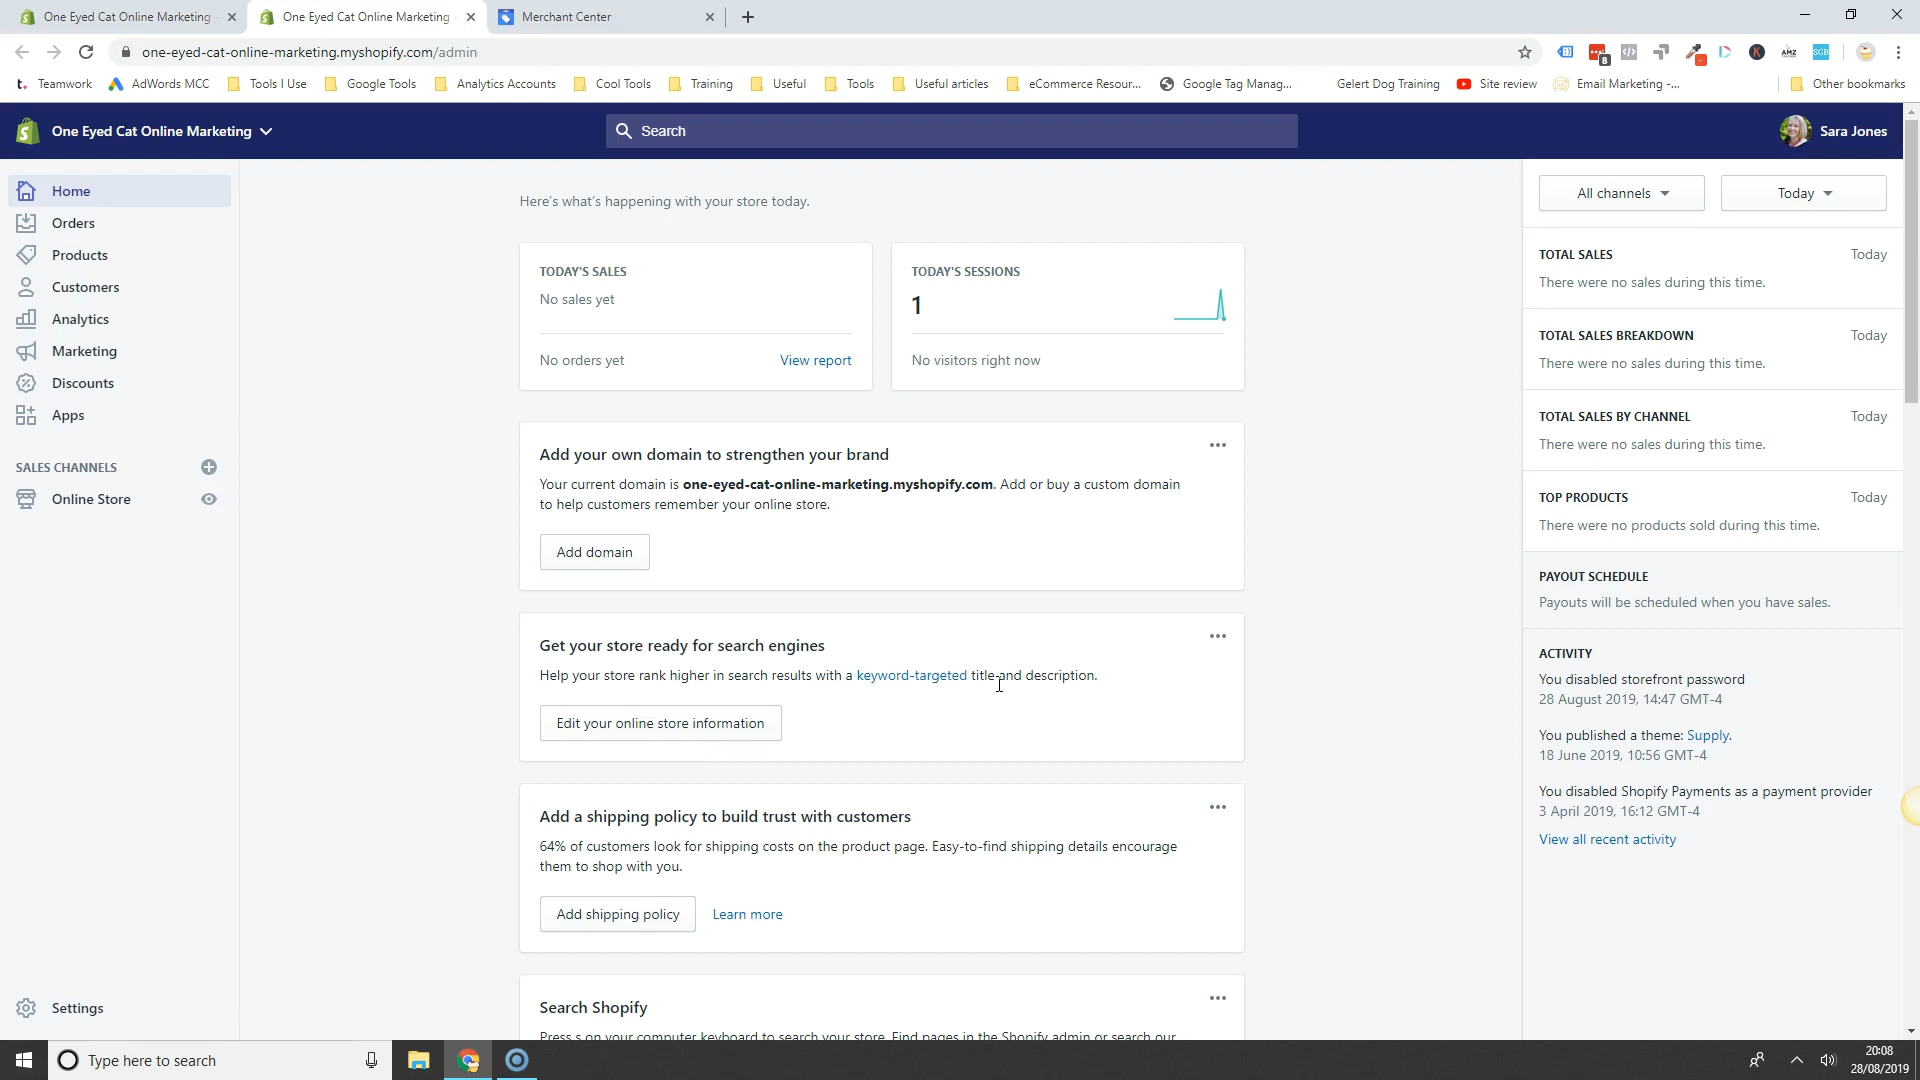 One Eyed Cat Online Marketing
One Eyed Cat Online Marketing
Merchant Center
one-eyed-cat-online-marketing.myshopify.com/admin
8
AMZ
SGB
Teamwork
AdWords MCC
Tools I Use
Google Tools
Analytics Accounts
Cool Tools
Training
Useful
Tools
Useful articles
eCommerce Resour...
Google Tag Manag...
Gelert Dog Training
Site review
Email Marketing -...
Other bookmarks
One Eyed Cat Online Marketing
Search
Sara Jones
Home
Orders
Products
Customers
Analytics
Marketing
Discounts
Apps
SALES CHANNELS
Online Store
Settings
Here's what's happening with your store today.
TODAY'S SALES
No sales yet
No orders yet
View report
TODAY'S SESSIONS
1
No visitors right now
Add your own domain to strengthen your brand
Your current domain is one-eyed-cat-online-marketing.myshopify.com. Add or buy a custom domain
to help customers remember your online store.
Add domain
Get your store ready for search engines
Help your store rank higher in search results with a keyword-targeted title and description.
Edit your online store information
Add a shipping policy to build trust with customers
64% of customers look for shipping costs on the product page. Easy-to-find shipping details encourage
them to shop with you.
Add shipping policy
Learn more
Search Shopify
Press s on your computer keyboard to search your store. Find pages in the Shopify admin or search our
All channels
Today
TOTAL SALES
Today
There were no sales during this time.
TOTAL SALES BREAKDOWN
Today
There were no sales during this time.
TOTAL SALES BY CHANNEL
Today
There were no sales during this time.
TOP PRODUCTS
Today
There were no products sold during this time.
PAYOUT SCHEDULE
Payouts will be scheduled when you have sales.
ACTIVITY
You disabled storefront password
28 August 2019, 14:47 GMT-4
You published a theme: Supply.
18 June 2019, 10:56 GMT-4
You disabled Shopify Payments as a payment provider
3 April 2019, 16:12 GMT-4
View all recent activity
Type here to search
20:08
28/08/2019